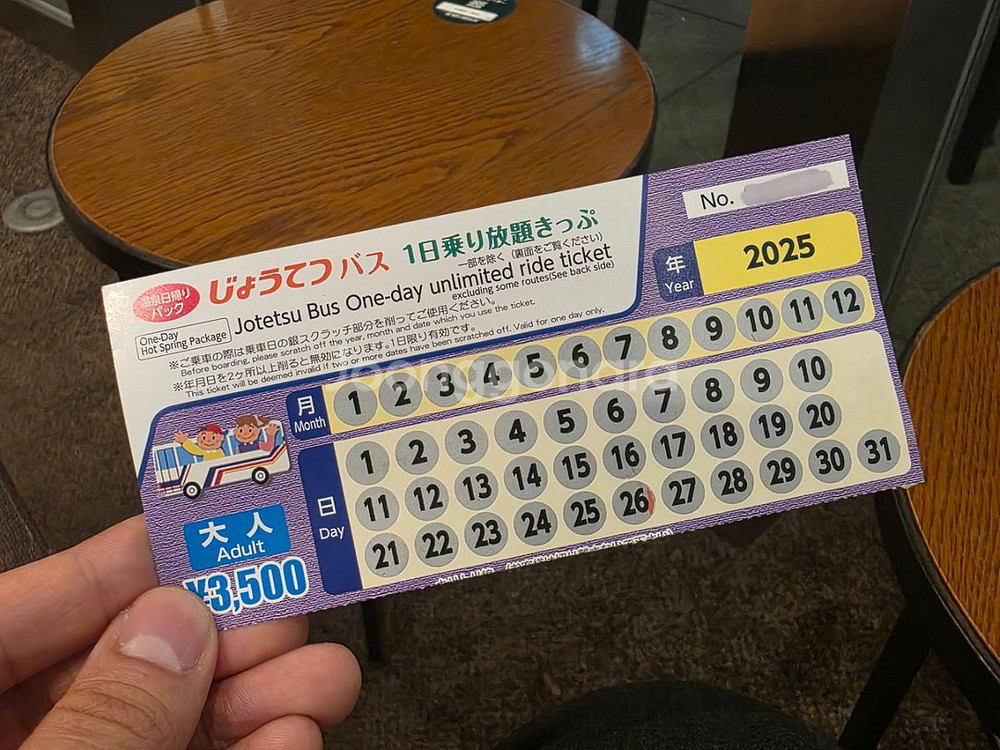 温泉日帰り
パック
じょうてつバス 1日乗り放題きっぷ
一部を除く(裏面をご覧ください)
One-Day
Hot Spring Package
Jotetsu Bus One-day unlimited ride ticket
excluding some routes(See back side)
※ご乗車の際は乗車日の銀スクラッチ部分を削ってご使用ください。
Before boarding, please scratch off the year, month and date which you use the ticket.
※年月日を2ヶ所以上削ると無効になります。1日限り有効です。
This ticket will be deemed invalid if two or more dates have been scratched off. Valid for one day only.
No.
年
Year
2025
月
Month
1 2 3 4 5 6 7 8 9 10 11 12
日
Day
1 2 3 4 5 6 7 8 9 10
11 12 13 14 15 16 17 18 19 20
21 22 23 24 25 26 27 28 29 30 31
大人
Adult
¥3,500
joonggonara